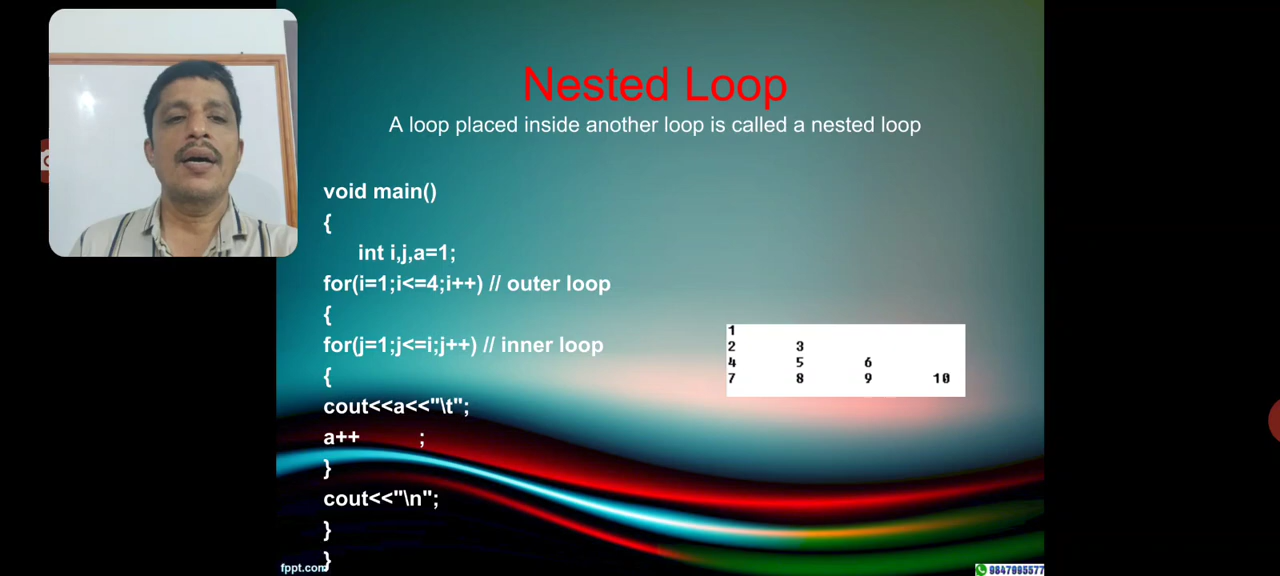 Nested Loop
A loop placed inside another loop is called a nested loop
void main()
{
int i,j,a=1;
for(i=1;i<=4;i++) // outer loop
{
for(j=1;j<=i;j++) // inner loop
{
cout<<a<<"\t";
a++ ;
}
cout<<"\n";
}
}
1
2 3
4 5 6
7 8 9 10
fppt.com
9847995577